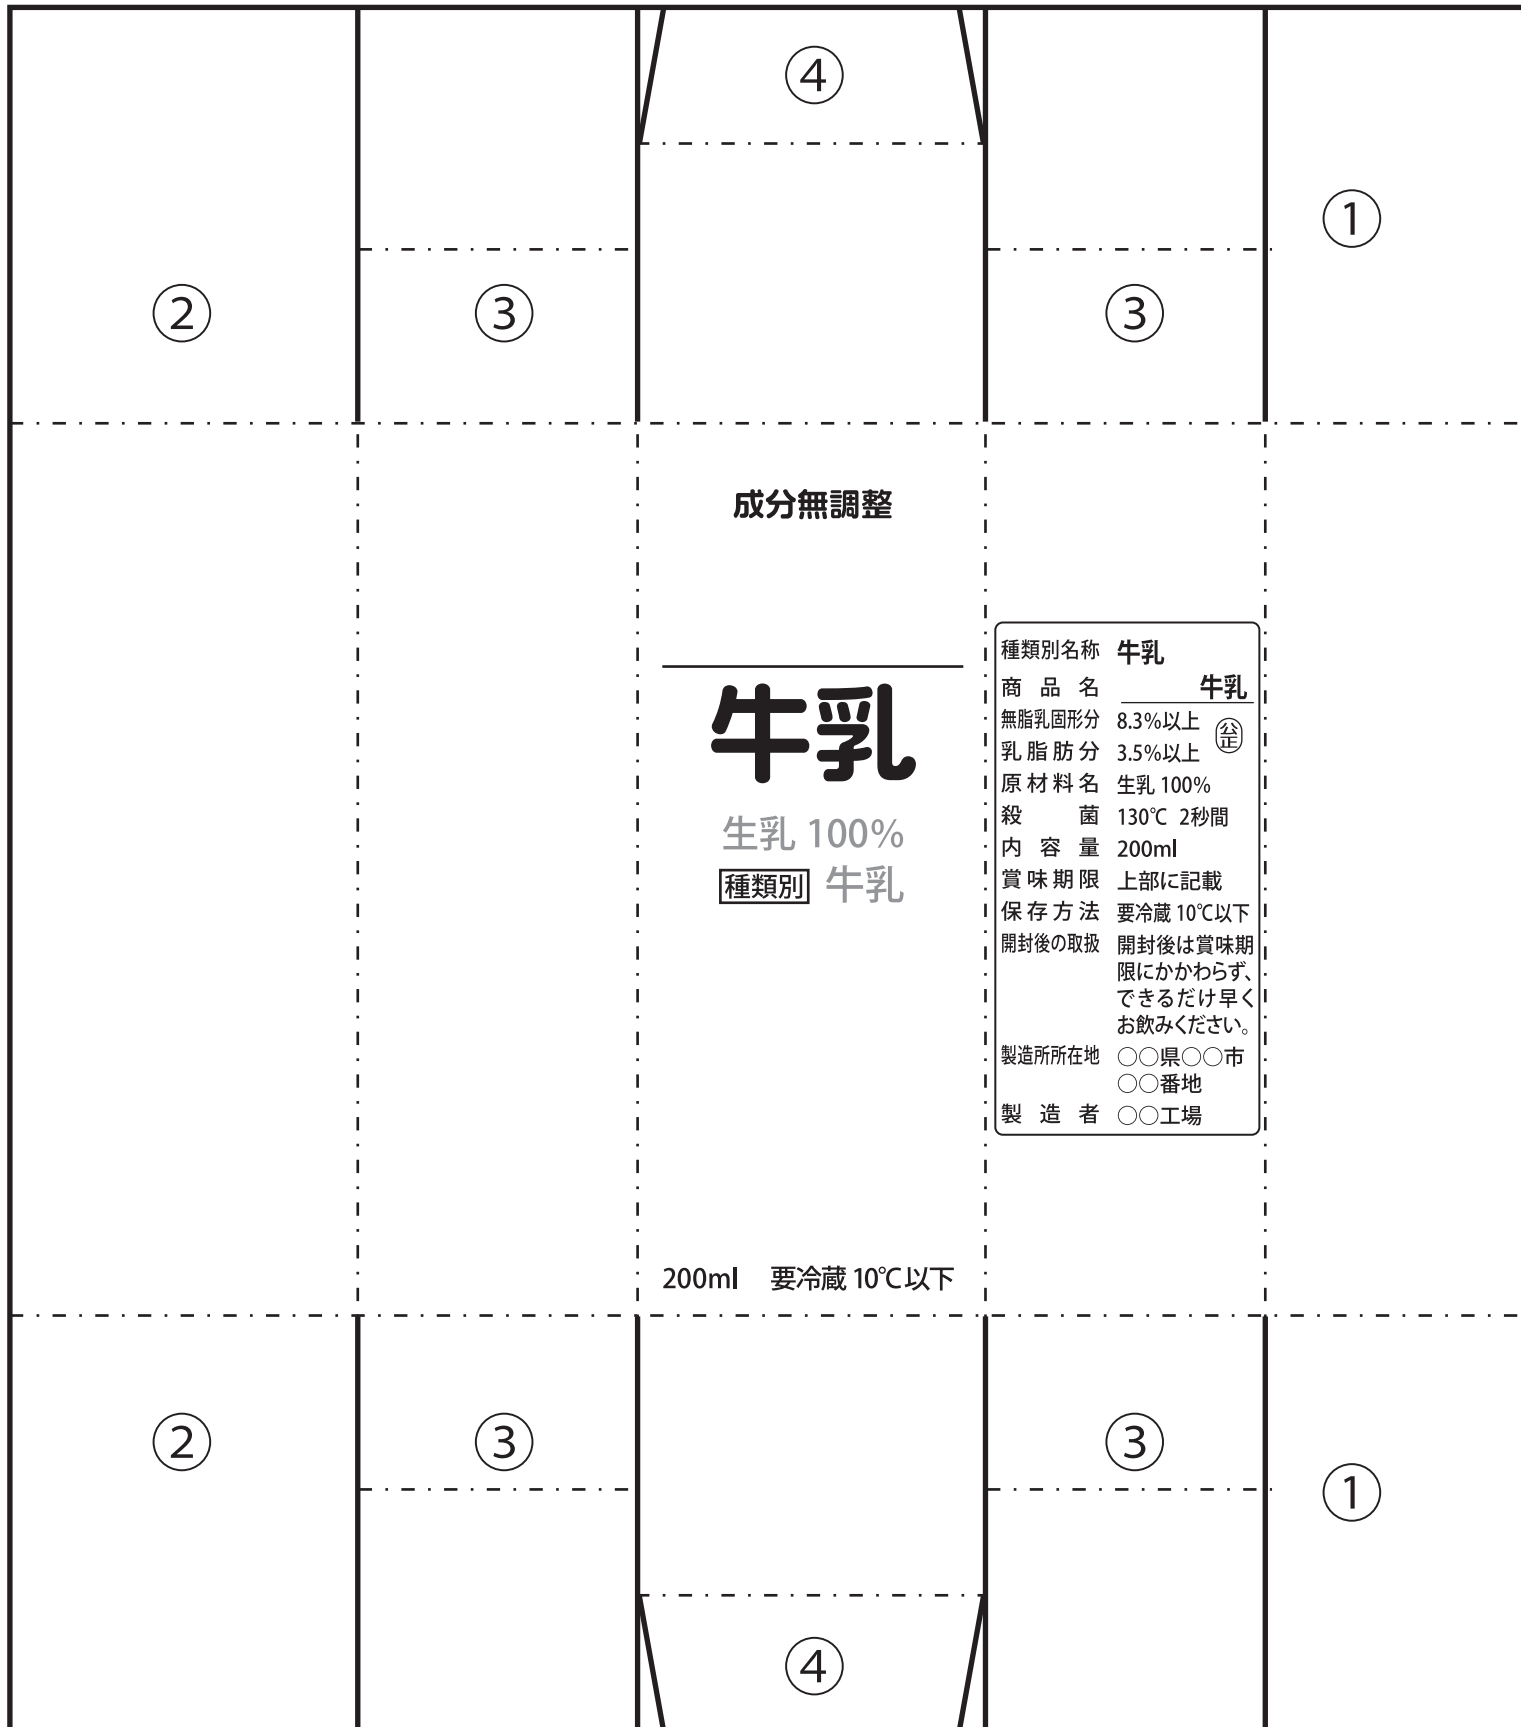 ④
①
②
③
③
成分無調整
牛乳
生乳 100%
種類別 牛乳
200ml 要冷蔵 10℃以下
種類別名称 牛乳
商品名 牛乳
無脂乳固形分 8.3%以上
公正
乳脂肪分 3.5%以上
原材料名 生乳 100%
殺菌 130℃ 2秒間
内容量 200ml
賞味期限 上部に記載
保存方法 要冷蔵 10℃以下
開封後の取扱 開封後は賞味期
限にかかわらず、
できるだけ早く
お飲みください。
製造所所在地 ○○県○○市
○○番地
製造者 ○○工場
②
③
③
①
④